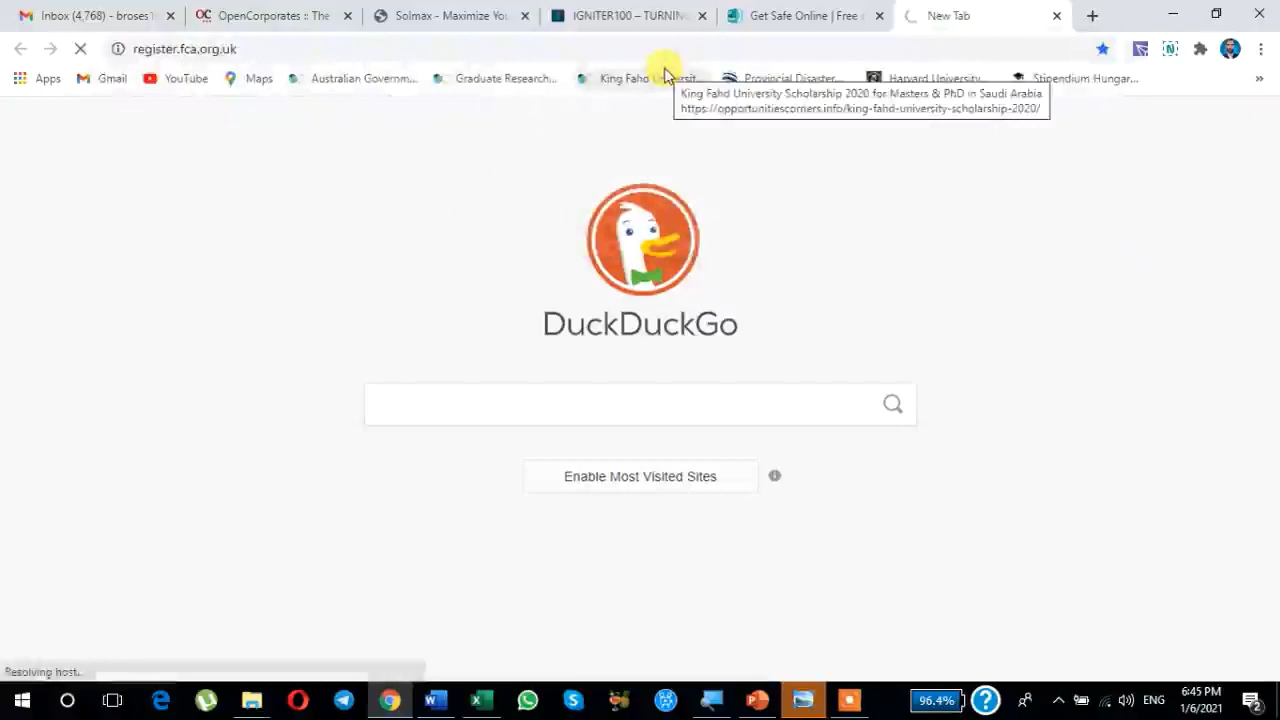 Inbox (4,768) - broses1
OpenCorporates :: The
Solmax – Maximize You
IGNITER100 – TURNING
Get Safe Online | Free
New Tab
register.fca.org.uk
Apps
Gmail
YouTube
Maps
Australian Governm...
Graduate Research...
King Fahd Universit...
Provincial Disaster...
Harvard University...
Stipendium Hungar...
»
King Fahd University Scholarship 2020 for Masters & PhD in Saudi Arabia
https://opportunitiescorners.info/king-fahd-university-scholarship-2020/
DuckDuckGo
Enable Most Visited Sites
Resolving host...
96.4%
ENG
6:45 PM
1/6/2021
2